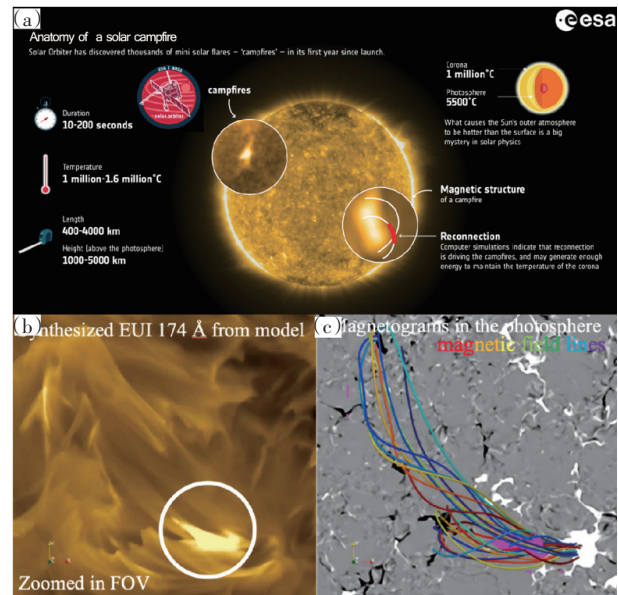 (a)
esa
Anatomy of a solar campfire
Solar Orbiter has discovered thousands of mini solar flares – 'campfires' – in its first year since launch.
solar orbiter
campfires
Duration
10-200 seconds
Temperature
1 million-1.6 million°C
Length
400-4000 km
Height (above the photosphere)
1000-5000 km
Corona
1 million°C
Photosphere
5500°C
What causes the Sun's outer atmosphere
to be hotter than the surface is a big
mystery in solar physics
Magnetic structure
of a campfire
Reconnection
Computer simulations indicate that reconnection
is driving the campfires, and may generate enough
energy to maintain the temperature of the corona
(b)
ynthesized EUI 174 Å from model
Zoomed in FOV
(c)
agnetograms in the photosphere
magnetic field lines